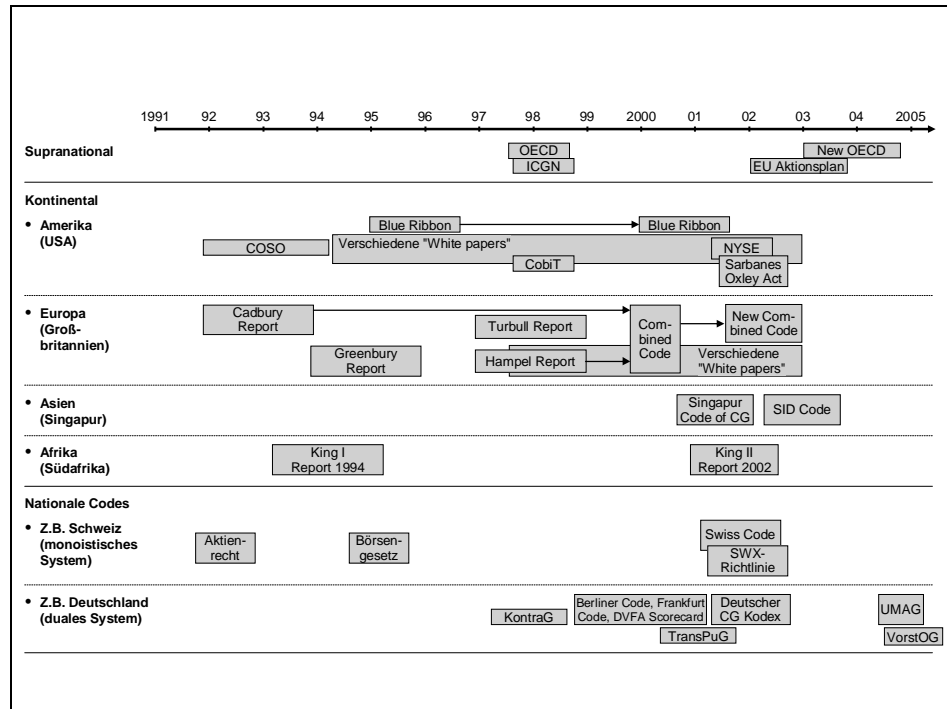 1991 92 93 94 95 96 97 98 99 2000 01 02 03 04 2005
Supranational
OECD
ICGN
New OECD
EU Aktionsplan
Kontinental
• Amerika
(USA)
Blue Ribbon
Blue Ribbon
COSO
Verschiedene "White papers"
CobiT
NYSE
Sarbanes
Oxley Act
• Europa
(Groß-
britannien)
Cadbury
Report
Greenbury
Report
Turbull Report
Hampel Report
Com-
bined
Code
New Com-
bined Code
Verschiedene
"White papers"
• Asien
(Singapur)
Singapur
Code of CG
SID Code
• Afrika
(Südafrika)
King I
Report 1994
King II
Report 2002
Nationale Codes
• Z.B. Schweiz
(monoistisches
System)
Aktien-
recht
Börsen-
gesetz
Swiss Code
SWX-
Richtlinie
• Z.B. Deutschland
(duales System)
KontraG
Berliner Code, Frankfurt
Code, DVFA Scorecard
TransPuG
Deutscher
CG Kodex
UMAG
VorstOG